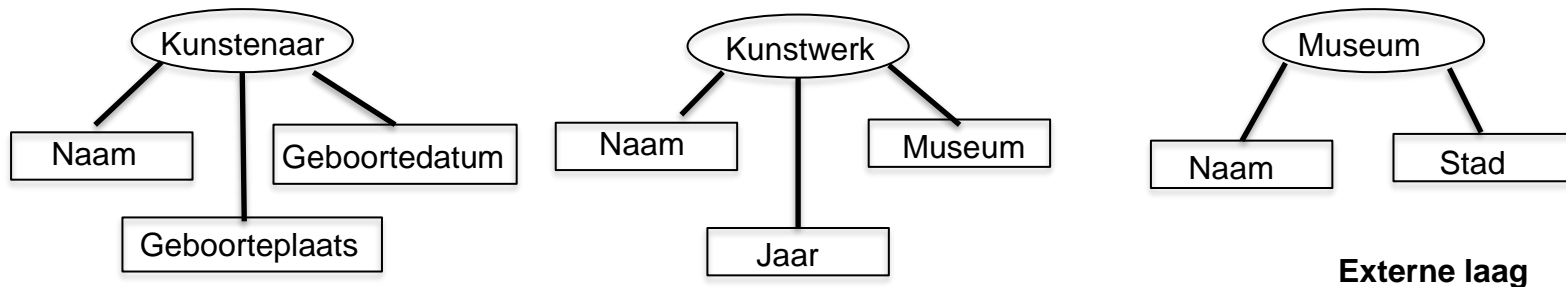 Kunstenaar
Naam
Geboorteplaats
Geboortedatum
Kunstwerk
Naam
Jaar
Museum
Museum
Naam
Stad
Externe laag